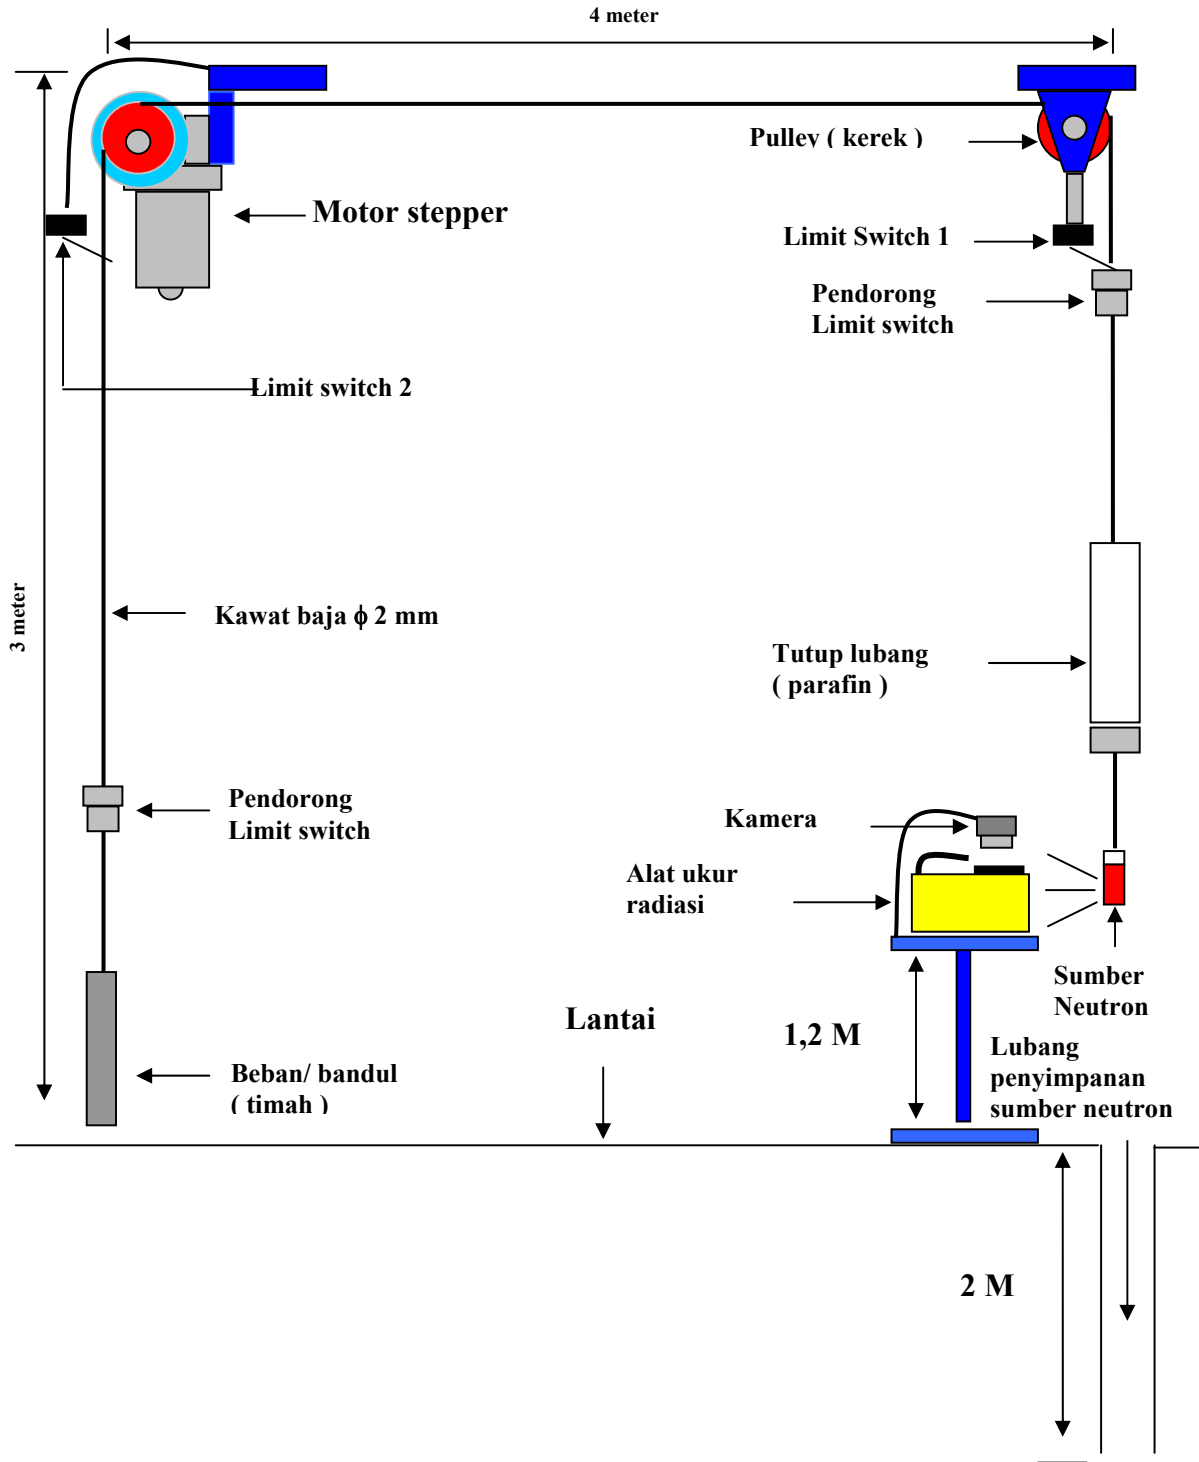 4 meter
Pulley ( kerek )
Motor stepper
Limit Switch 1
Pendorong
Limit switch
Limit switch 2
3 meter
Kawat baja ϕ 2 mm
Tutup lubang
( parafin )
Pendorong
Limit switch
Kamera
Alat ukur
radiasi
Sumber
Neutron
Lantai
1,2 M
Lubang
penyimpanan
sumber neutron
Beban/ bandul
( timah )
2 M